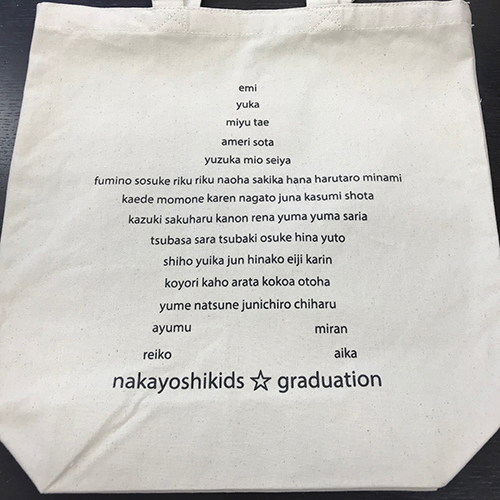 emi
yuka
miyu tae
ameri sota
yuzuka mio seiya
fumino sosuke riku riku naoha sakika hana harutaro minami
kaede momone karen nagato juna kasumi shota
kazuki sakuharu kanon rena yuma yuma saria
tsubasa sara tsubaki osuke hina yuto
shiho yuika jun hinako eiji karin
koyori kaho arata kokoa otoha
yume natsune junichiro chiharu
ayumu miran
reiko aika
nakayoshikids ☆ graduation